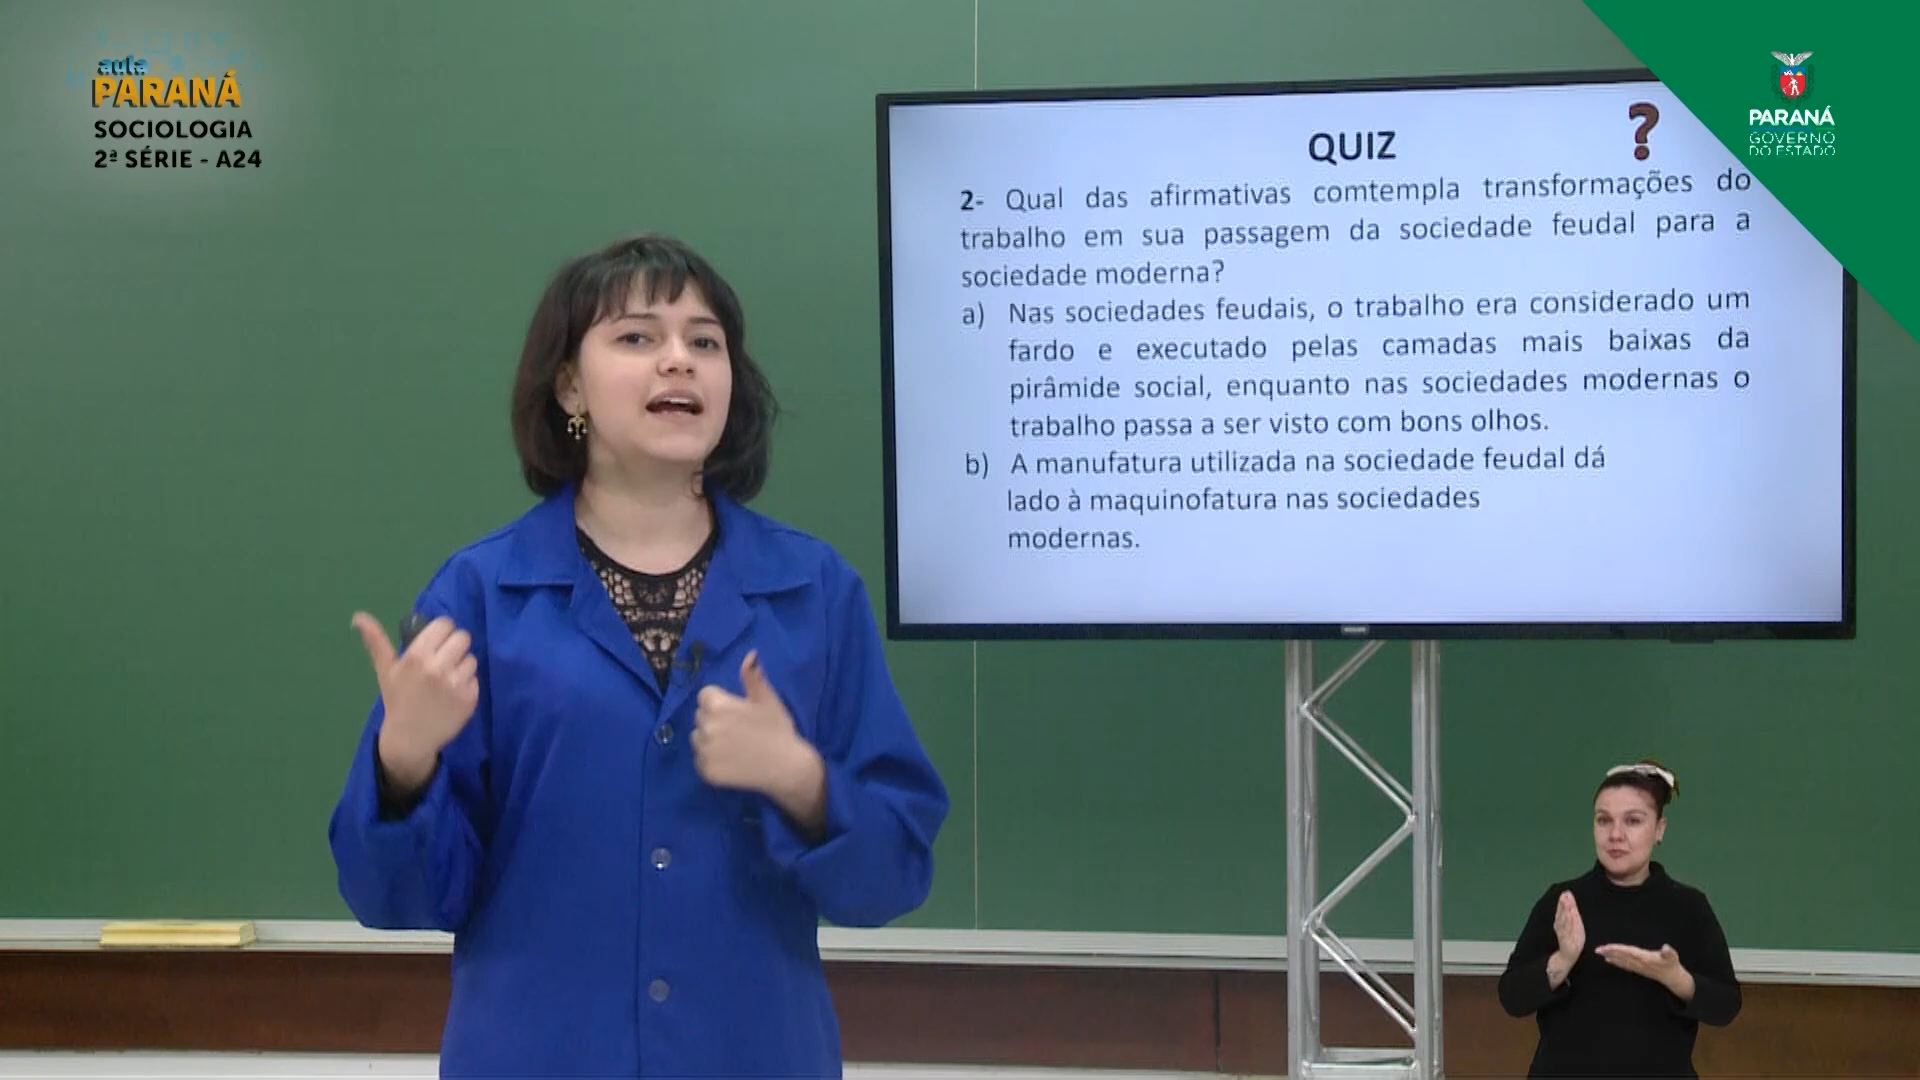 aula
PARANÁ
SOCIOLOGIA
2ª SÉRIE - A24
PARANÁ
GOVERNO
DO ESTADO
QUIZ
?
2- Qual das afirmativas comtempla transformações do
trabalho em sua passagem da sociedade feudal para a
sociedade moderna?
a) Nas sociedades feudais, o trabalho era considerado um
fardo e executado pelas camadas mais baixas da
pirâmide social, enquanto nas sociedades modernas o
trabalho passa a ser visto com bons olhos.
b) A manufatura utilizada na sociedade feudal dá
lado à maquinofatura nas sociedades
modernas.